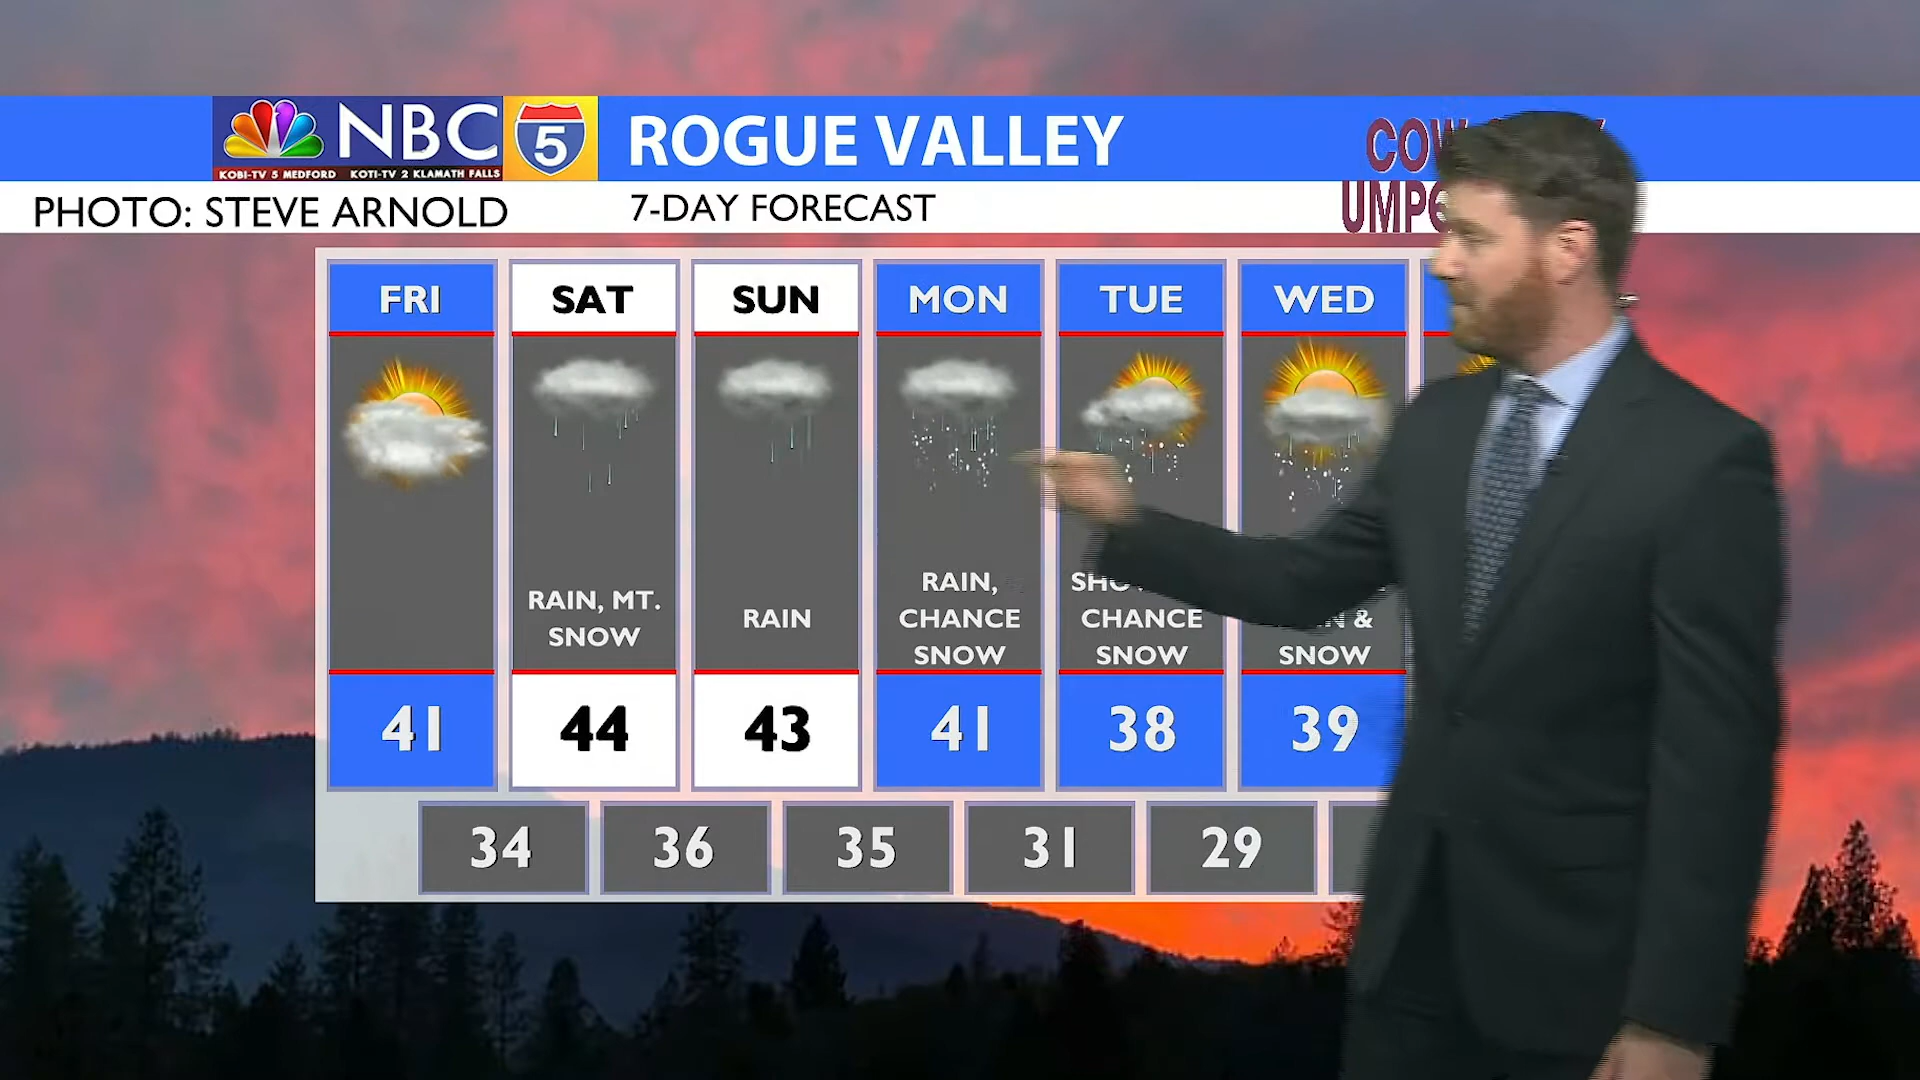 NBC 5
KOBI-TV 5 MEDFORD KOTI-TV 2 KLAMATH FALLS
ROGUE VALLEY
PHOTO: STEVE ARNOLD
7-DAY FORECAST
FRI SAT SUN MON TUE WED
RAIN, MT.
SNOW
RAIN
RAIN,
CHANCE
SNOW
CHANCE
SNOW
&
SNOW
41 44 43 41 38 39
34 36 35 31 29